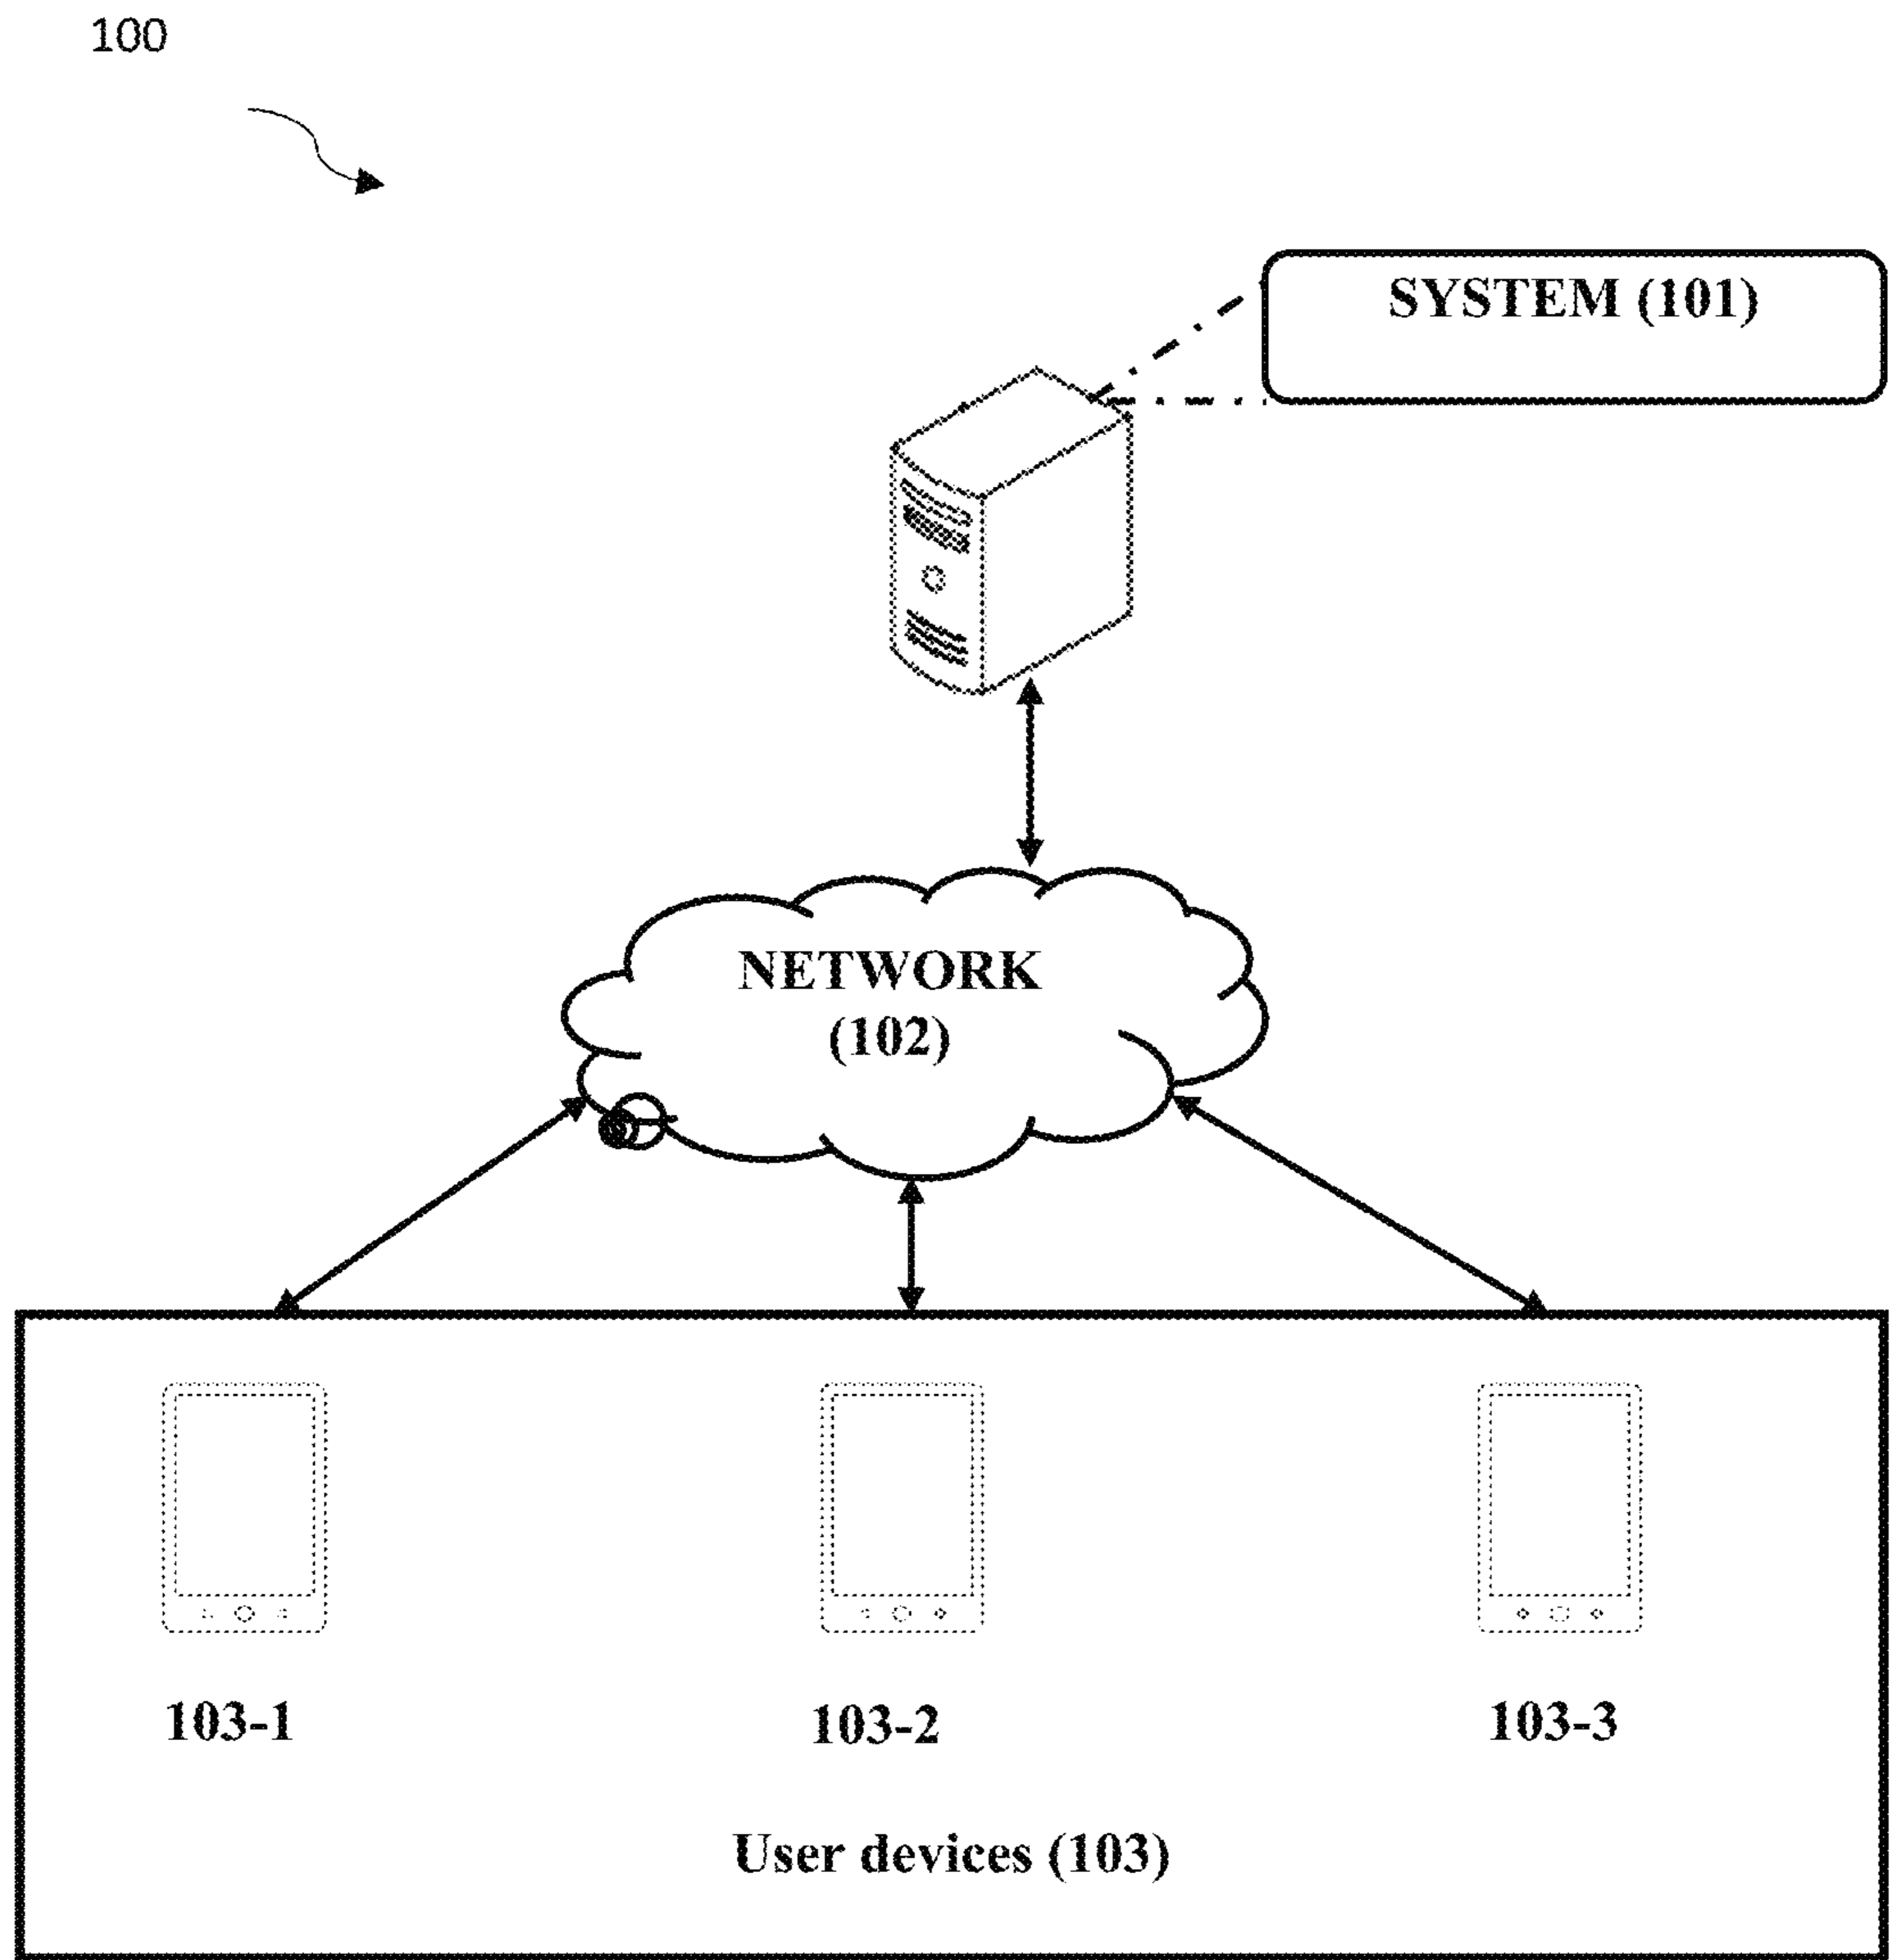 100
SYSTEM (101)
NETWORK
(102)
103-1
103-2
103-3
User devices (103)